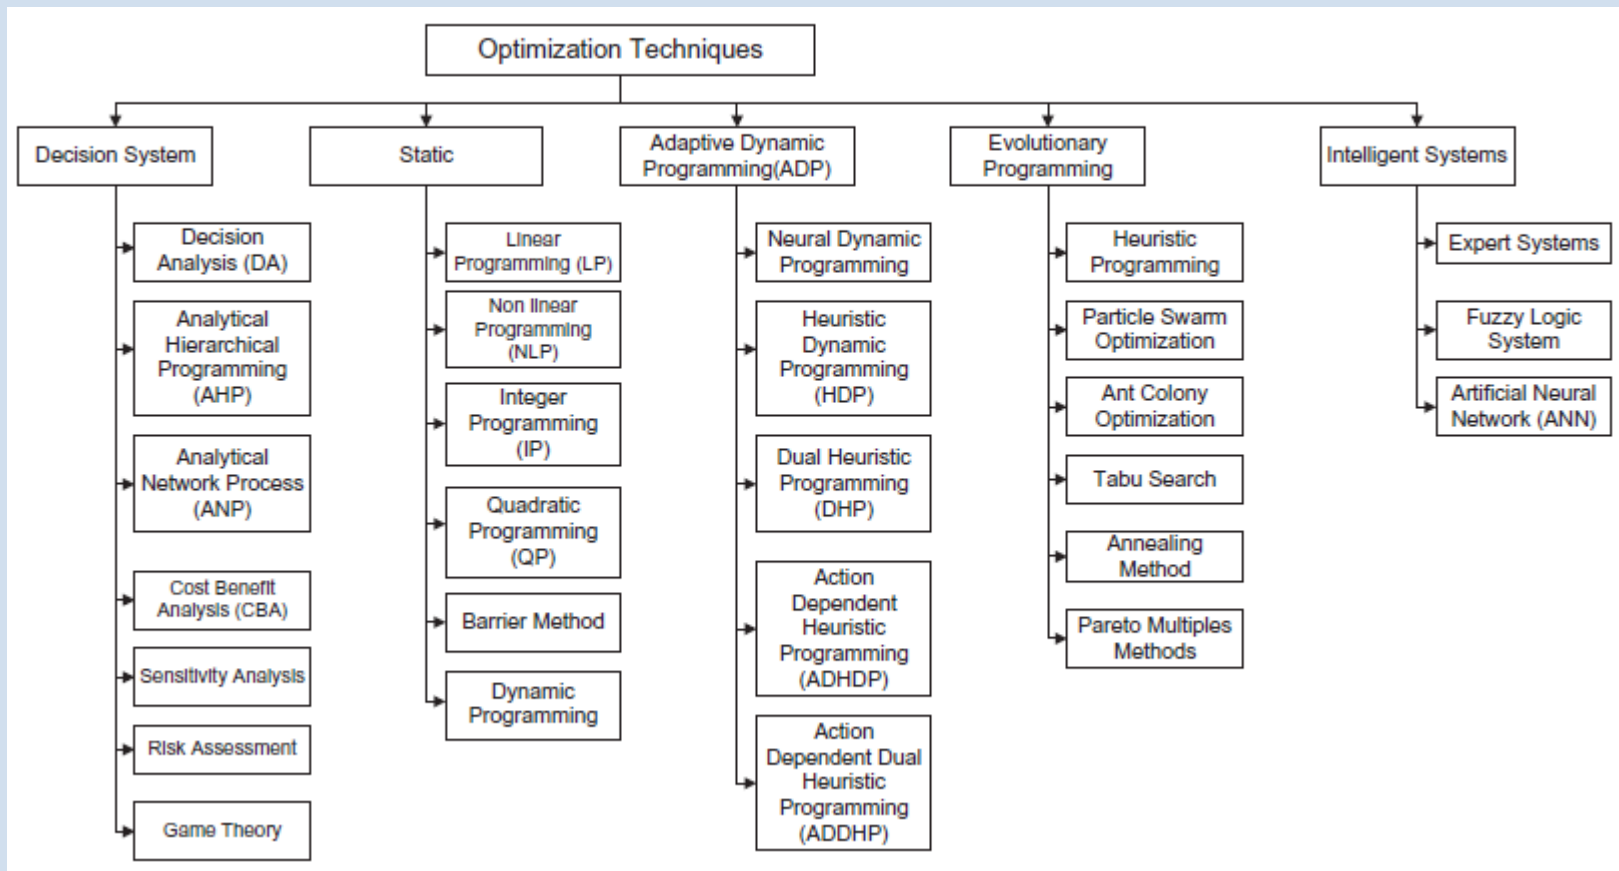 Optimization Techniques
Decision System
Static
Adaptive Dynamic
Programming(ADP)
Evolutionary
Programming
Intelligent Systems
Decision
Analysis (DA)
Analytical
Hierarchical
Programming
(AHP)
Analytical
Network Process
(ANP)
Cost Benefit
Analysis (CBA)
Sensitivity Analysis
Risk Assessment
Game Theory
Linear
Programming (LP)
Non linear
Programming
(NLP)
Integer
Programming
(IP)
Quadratic
Programming
(QP)
Barrier Method
Dynamic
Programming
Neural Dynamic
Programming
Heuristic
Dynamic
Programming
(HDP)
Dual Heuristic
Programming
(DHP)
Action
Dependent
Heuristic
Programming
(ADHDP)
Action
Dependent Dual
Heuristic
Programming
(ADDHP)
Heuristic
Programming
Particle Swarm
Optimization
Ant Colony
Optimization
Tabu Search
Annealing
Method
Pareto Multiples
Methods
Expert Systems
Fuzzy Logic
System
Artificial Neural
Network (ANN)